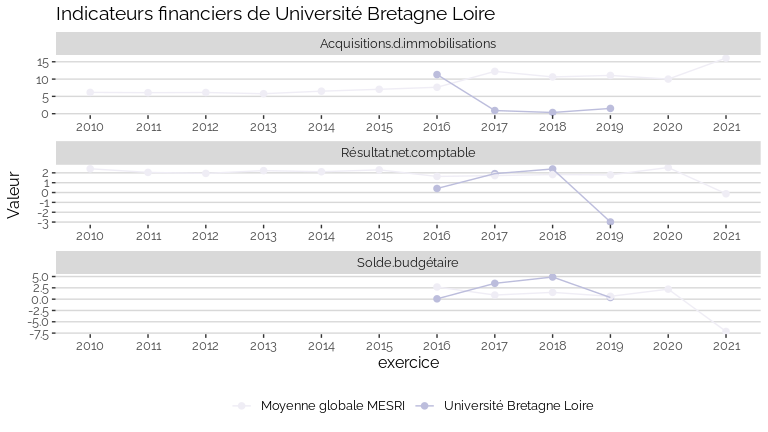 Indicateurs financiers de Université Bretagne Loire
Acquisitions.d.immobilisations
15
10
5
0
2010 2011 2012 2013 2014 2015 2016 2017 2018 2019 2020 2021
Résultat.net.comptable
2
1
0
-1
-2
-3
2010 2011 2012 2013 2014 2015 2016 2017 2018 2019 2020 2021
Valeur
Solde.budgétaire
5.0
2.5
0.0
-2.5
-5.0
-7.5
2010 2011 2012 2013 2014 2015 2016 2017 2018 2019 2020 2021
exercice
Moyenne globale MESRI Université Bretagne Loire